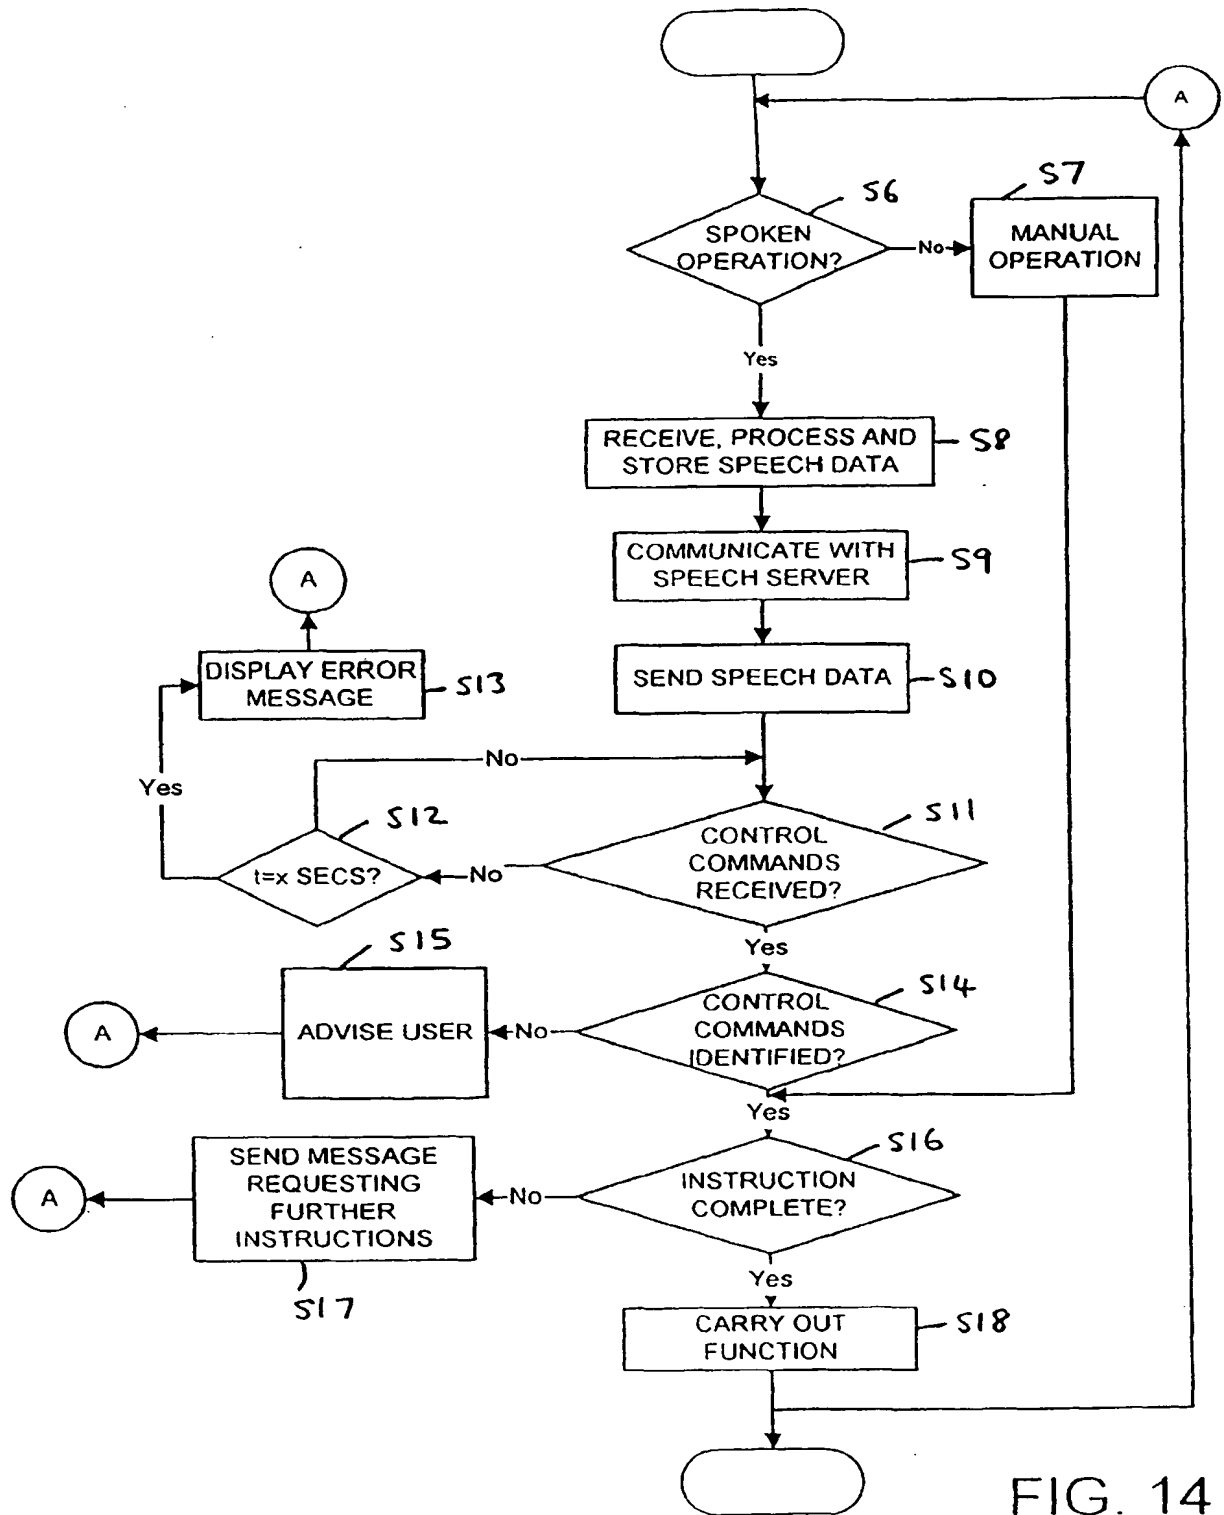 A
S6
S7
SPOKEN
OPERATION?
No
MANUAL
OPERATION
Yes
RECEIVE, PROCESS AND
STORE SPEECH DATA
S8
COMMUNICATE WITH
SPEECH SERVER
S9
A
DISPLAY ERROR
MESSAGE
S13
SEND SPEECH DATA
S10
No
Yes
S12
t=x SECS?
No
S11
CONTROL
COMMANDS
RECEIVED?
Yes
S15
A
ADVISE USER
No
S14
CONTROL
COMMANDS
IDENTIFIED?
Yes
A
SEND MESSAGE
REQUESTING
FURTHER
INSTRUCTIONS
S17
No
S16
INSTRUCTION
COMPLETE?
Yes
CARRY OUT
FUNCTION
S18
FIG. 14